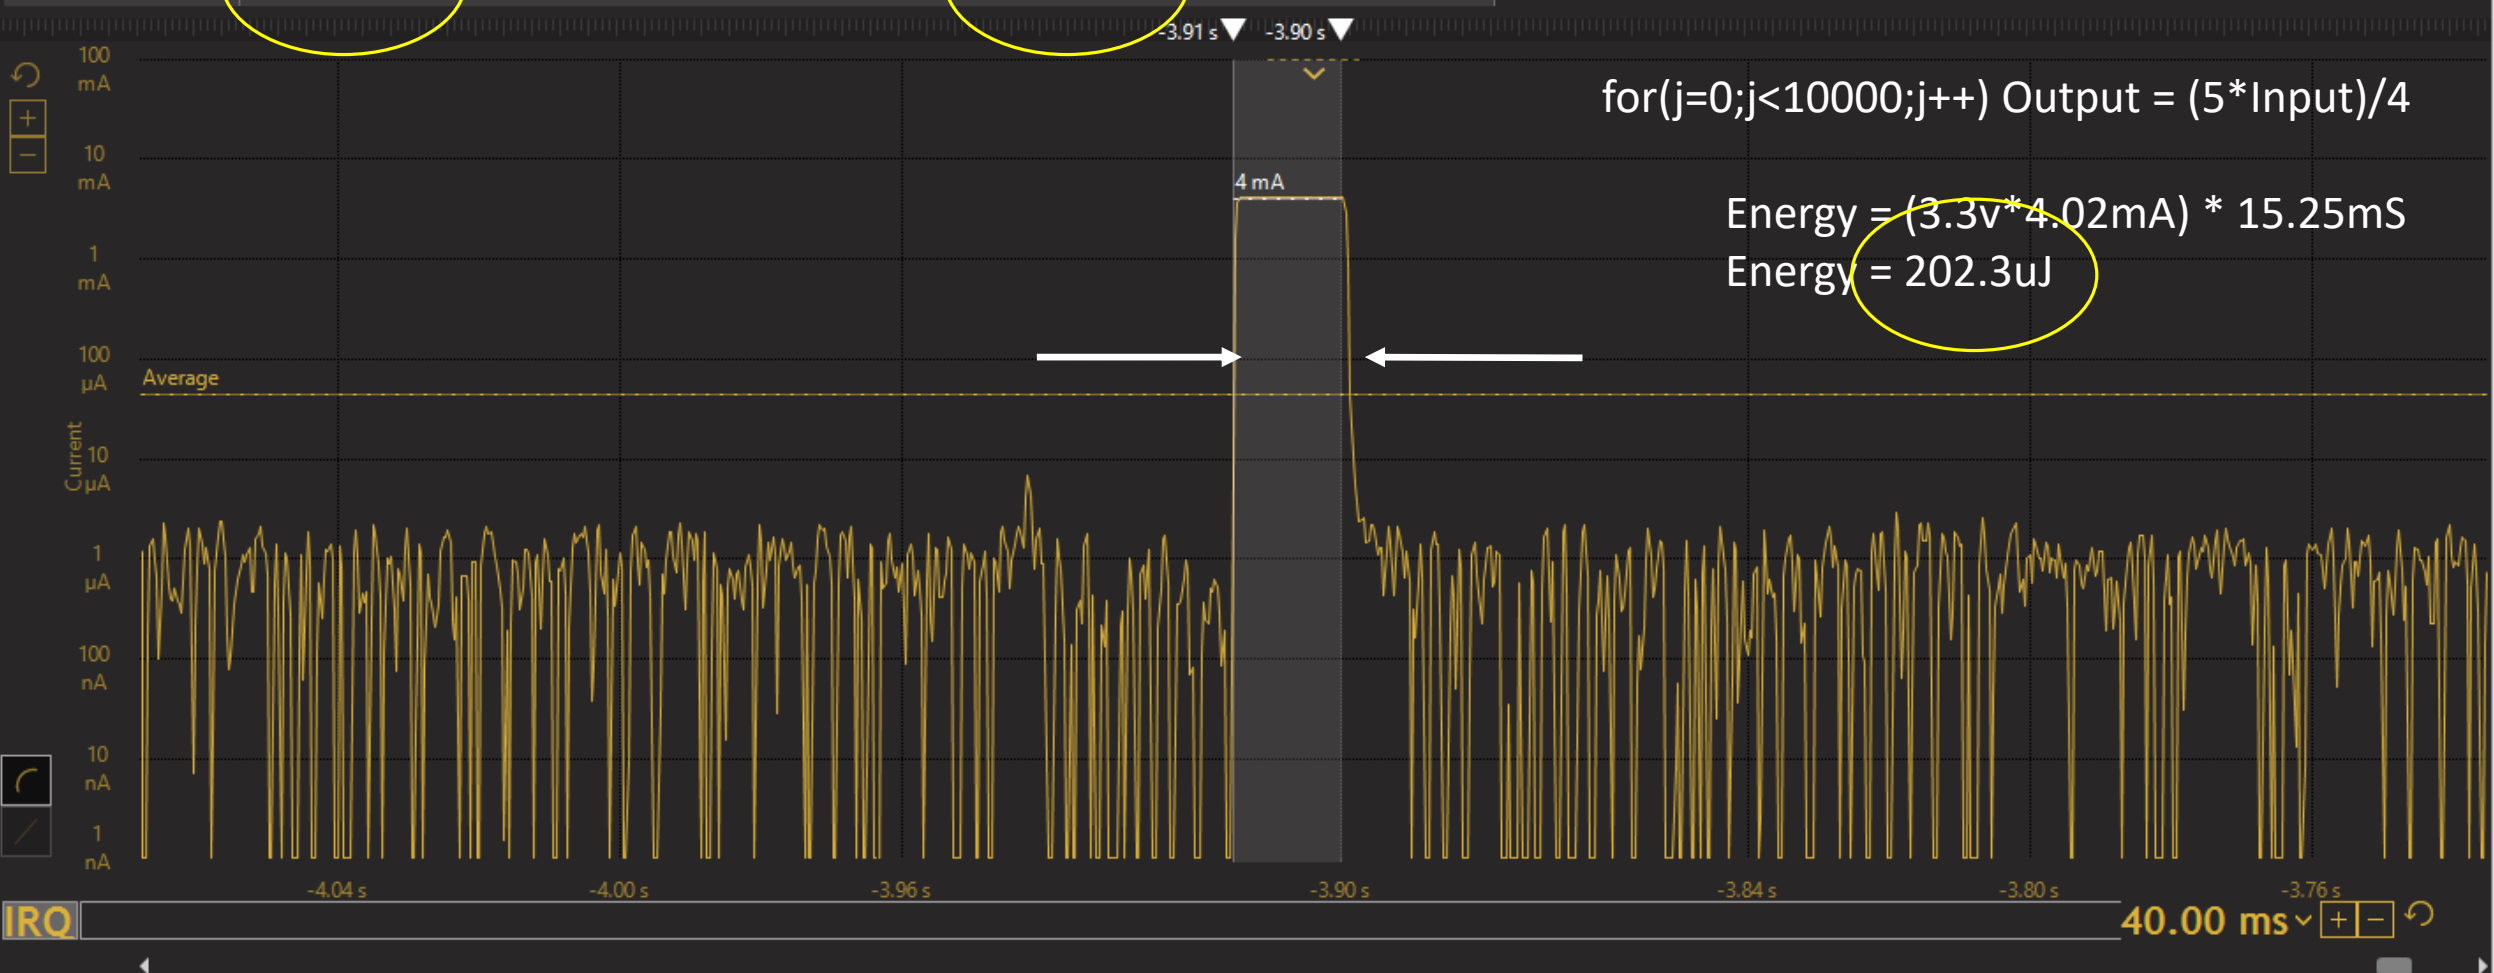 -3.91 s -3.90 s
100
mA
for(j=0;j<10000;j++) Output = (5*Input)/4
10
mA
4 mA
Energy = (3.3v*4.02mA) * 15.25mS
1
mA
Energy = 202.3uJ
100
µA
Average
Current
10
µA
1
µA
100
nA
10
nA
1
nA
-4.04 s -4.00 s -3.96 s -3.90 s -3.84 s -3.80 s -3.76 s
IRQ
40.00 ms